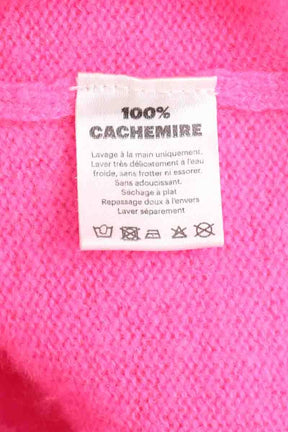 100%
CACHEMIRE
Lavage à la main uniquement.
Laver très délicatement à l'eau
froide, sans frotter ni essorer.
Sans adoucissant.
Séchage à plat
Repassage doux à l'envers
Laver séparément